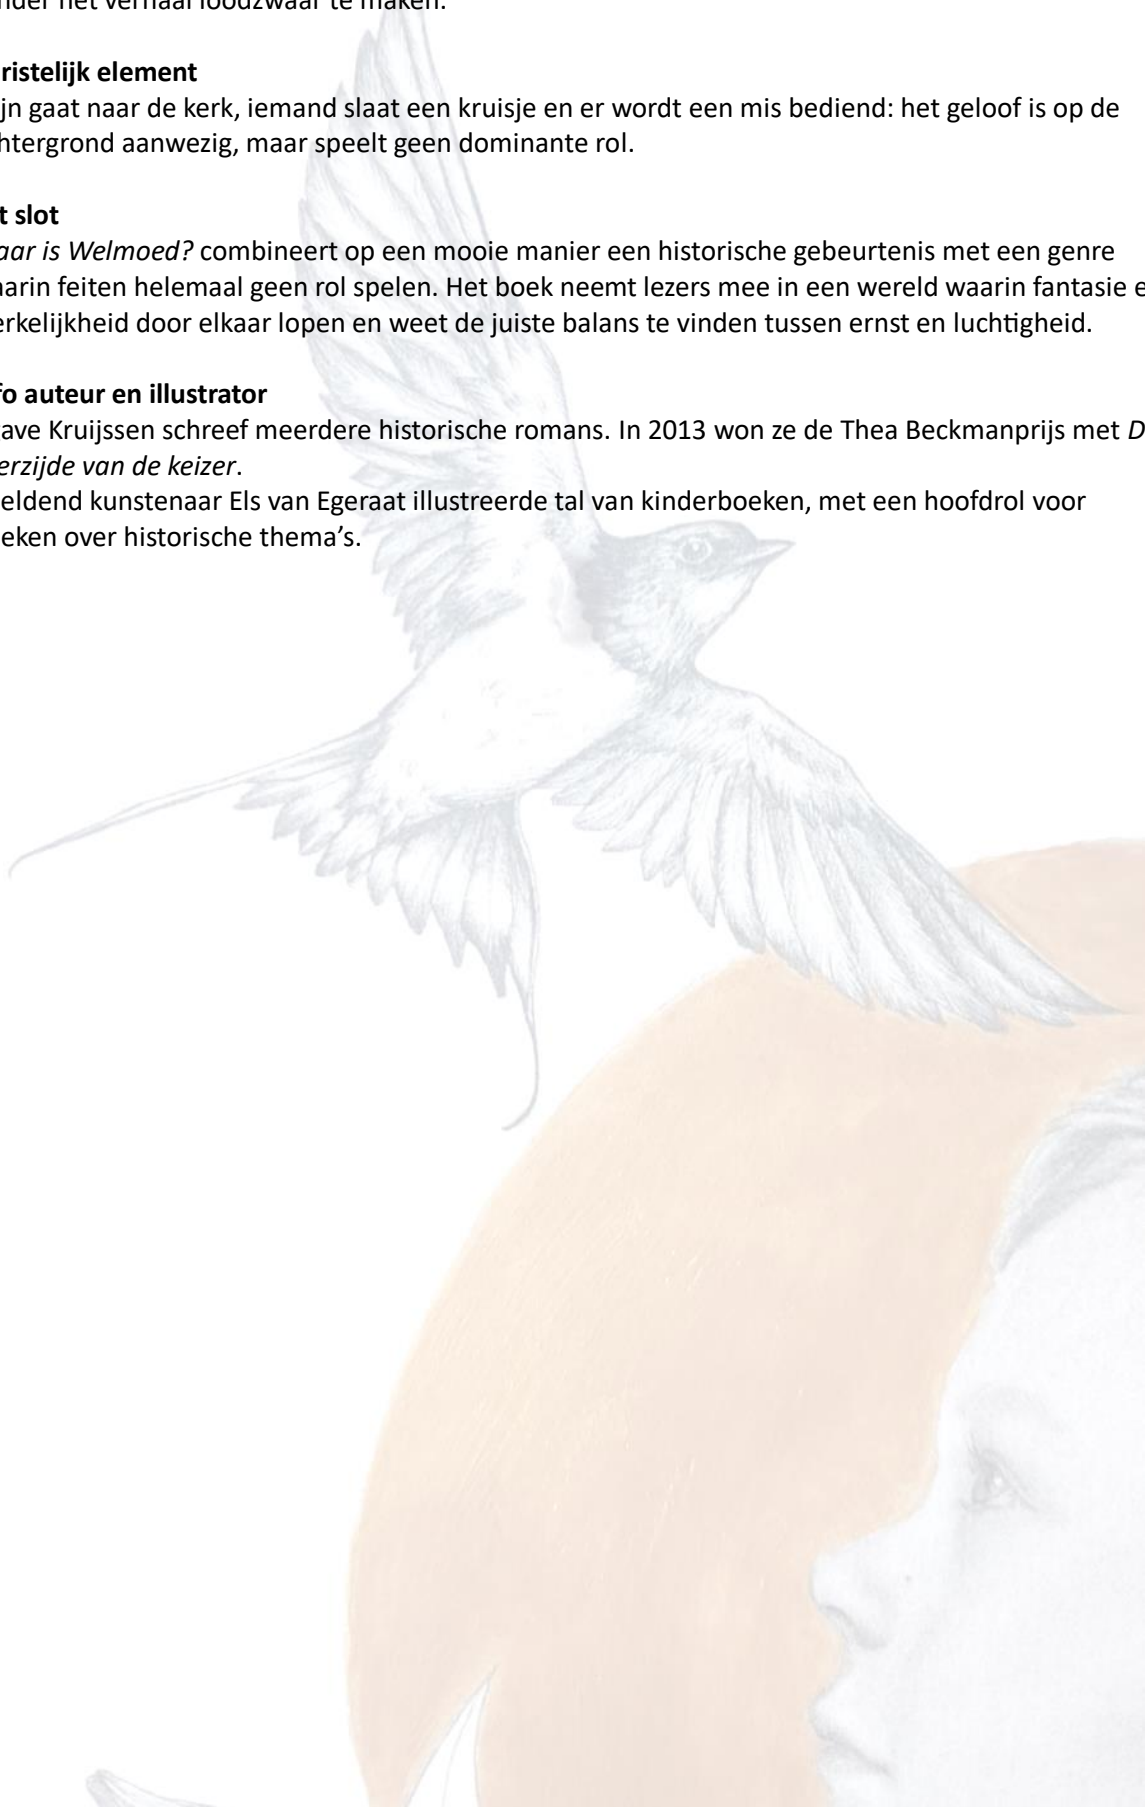 nder het verhaal loodzwaar te maken.
ristelijk element
jn gaat naar de kerk, iemand slaat een kruisje en er wordt een mis bediend: het geloof is op de
htergrond aanwezig, maar speelt geen dominante rol.
t slot
aar is Welmoed? combineert op een mooie manier een historische gebeurtenis met een genre
aarin feiten helemaal geen rol spelen. Het boek neemt lezers mee in een wereld waarin fantasie e
erkelijkheid door elkaar lopen en weet de juiste balans te vinden tussen ernst en luchtigheid.
fo auteur en illustrator
ave Kruijssen schreef meerdere historische romans. In 2013 won ze de Thea Beckmanprijs met D
erzijde van de keizer.
eldend kunstenaar Els van Egeraat illustreerde tal van kinderboeken, met een hoofdrol voor
eken over historische thema's.